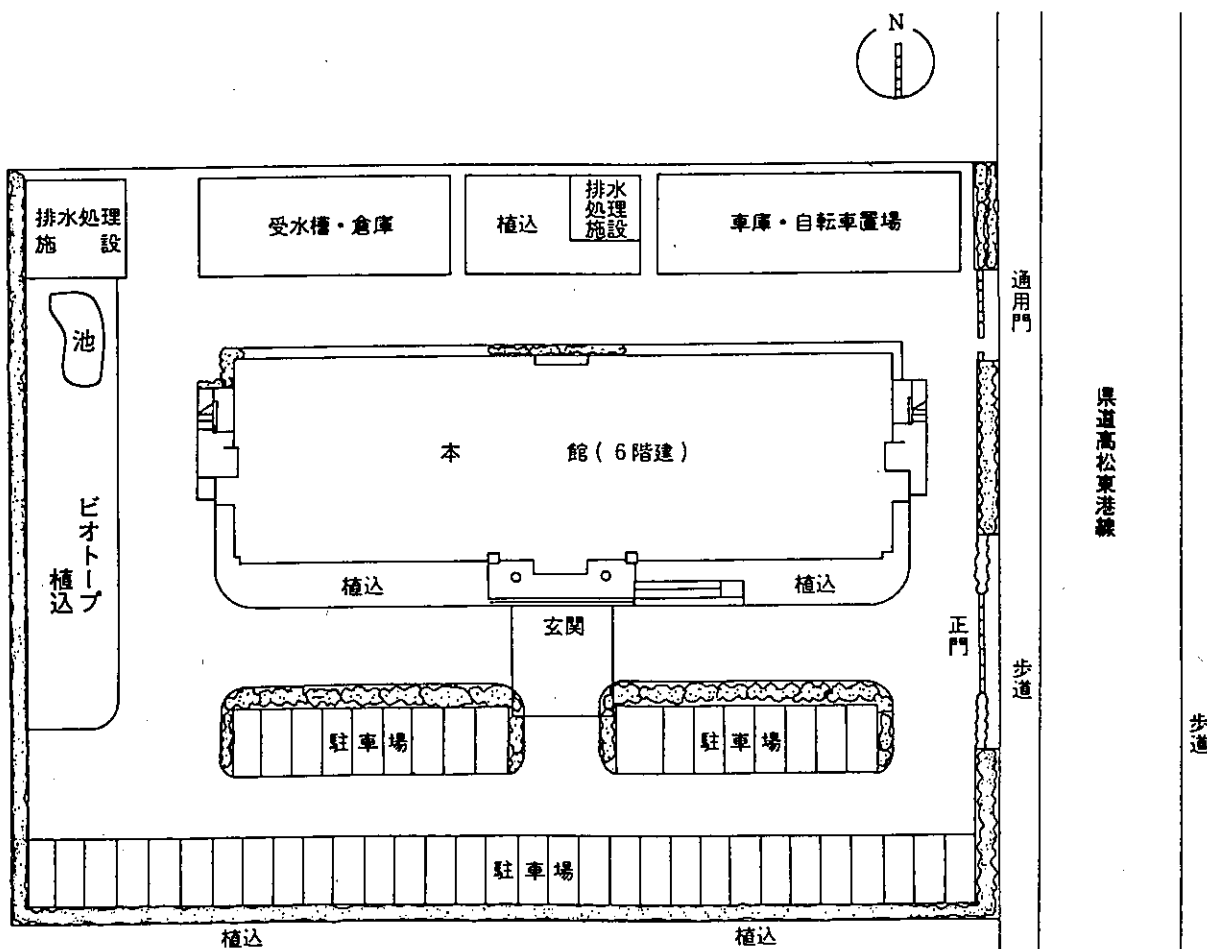 N
排水処理
施設
受水槽・倉庫
植込
排水
処理
施設
車庫・自転車置場
通用門
池
本館(6階建)
県道高松東港線
ビオトープ
植込
植込
植込
玄関
正門
歩道
歩道
駐車場
駐車場
駐車場
植込
植込